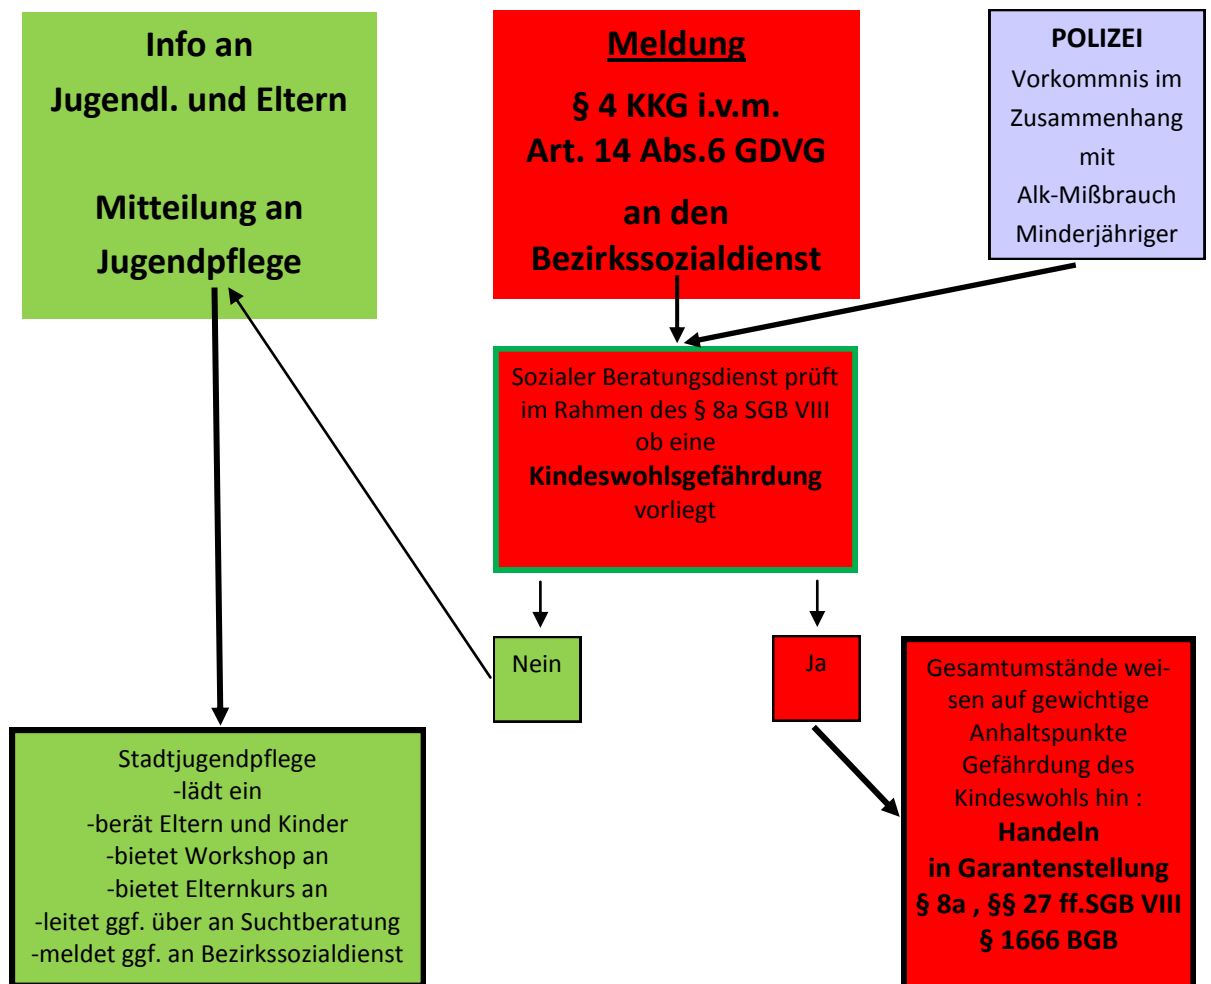 Info an
Jugendl. und Eltern
Mitteilung an
Jugendpflege
Meldung
§ 4 KKG i.v.m.
Art. 14 Abs.6 GDVG
an den
Bezirkssozialdienst
POLIZEI
Vorkommnis im
Zusammenhang
mit
Alk-Mißbrauch
Minderjähriger
Sozialer Beratungsdienst prüft
im Rahmen des § 8a SGB VIII
ob eine
Kindeswohlsgefährdung
vorliegt
Nein
Ja
Gesamtumstände wei-
sen auf gewichtige
Anhaltspunkte
Gefährdung des
Kindeswohls hin :
Handeln
in Garantenstellung
§ 8a , §§ 27 ff.SGB VIII
§ 1666 BGB
Stadtjugendpflege
-lädt ein
-berät Eltern und Kinder
-bietet Workshop an
-bietet Elternkurs an
-leitet ggf. über an Suchtberatung
-meldet ggf. an Bezirkssozialdienst